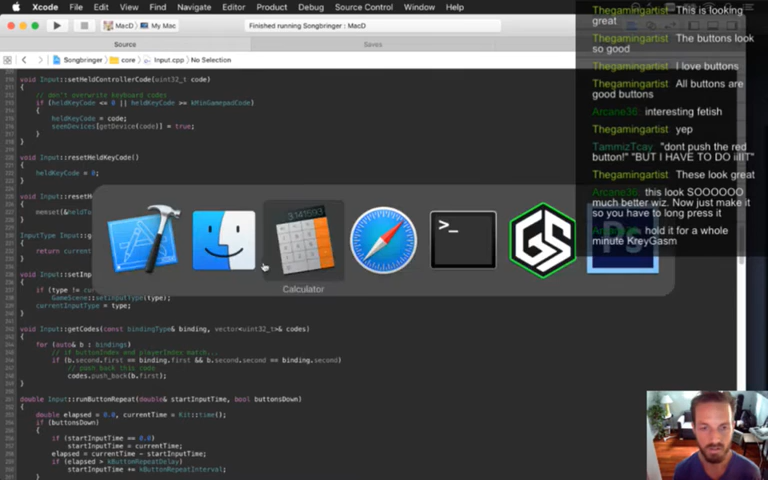 Xcode File Edit View Find Navigate Editor Product Debug Source Control Window Help
MacD My Mac
Finished running Songbringer : MacD
Source Saves
Songbringer core Input.cpp No Selection
void Input::setHeldControllerCode(uint32_t code)
// don't overwrite keyboard codes
if (heldKeyCode <= 0 || heldKeyCode >= kMinGamepadCode)
heldKeyCode = code;
seenDevices[getDevice(code)] = true;
void Input::resetHeldKeyCode()
heldKeyCode = 0;
void Input::
InputType Input::
if (type
GameScene::setInputType(type);
currentInputType = type;
void Input::getCodes(const bindingType& binding, vector<uint32_t>& codes)
for (auto& b : bindings)
// if buttonIndex and playerIndex match...
if (b.second.first == binding.first && b.second.second == binding.second)
// push back this code
codes.push_back(b.first);
void Input::runButtonRepeat(double& startInputTime, bool buttonsDown)
double elapsed = 0.0, currentTime = Kit::time();
if (buttonsDown)
if (startInputTime == 0.0)
startInputTime = currentTime;
elapsed = currentTime - startInputTime;
if (elapsed > kButtonRepeatDelay)
startInputTime += kButtonRepeatInterval;
3.141593
>_
GS
Ps
Calculator
Thegamingartist This is looking
great
Thegamingartist The buttons look
so good
Thegamingartist I love buttons
Thegamingartist All buttons are
good buttons
Arcane36: interesting fetish
Thegamingartist yep
TammizTcay "dont push the red
button!" "BUT I HAVE TO DO iiIIT"
Thegamingartist These look great
Arcane36: this look SOOOOOO
much better wiz. Now just make it
so you have to long press it
hold it for a whole
minute KreyGasm